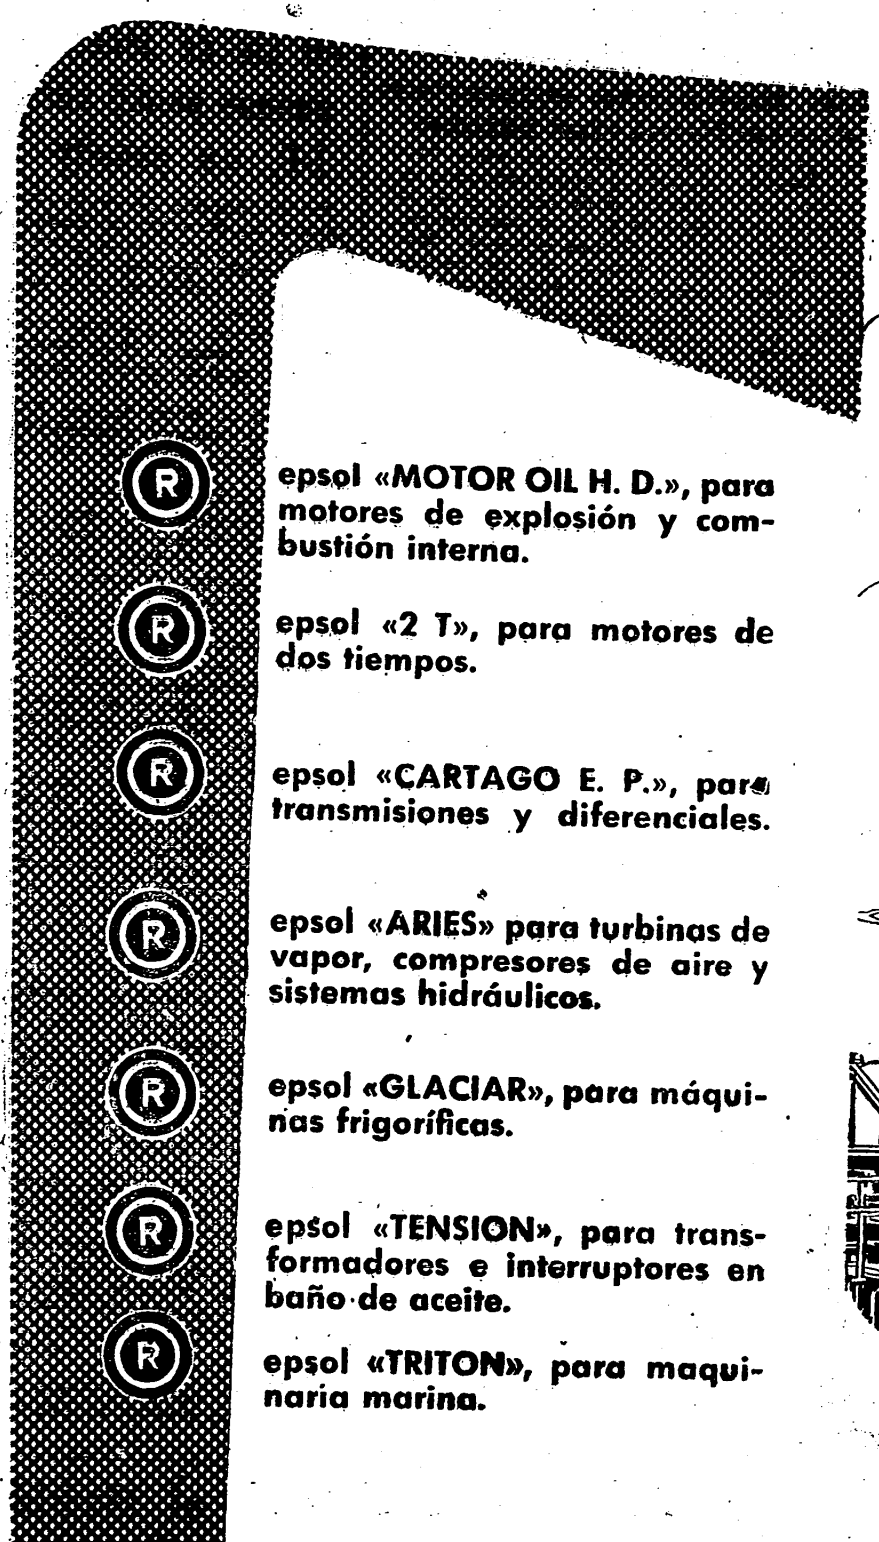 R epsol «MOTOR OIL H. D.», para
motores de explosión y com-
bustión interna.
R epsol «2 T», para motores de
dos tiempos.
R epsol «CARTAGO E. P.», para
transmisiones y diferenciales.
R epsol «ARIES» para turbinas de
vapor, compresores de aire y
sistemas hidráulicos.
R epsol «GLACIAR», para máqui-
nas frigoríficas.
R epsol «TENSION», para trans-
formadores e interruptores en
baño de aceite.
R epsol «TRITON», para maqui-
naria marina.